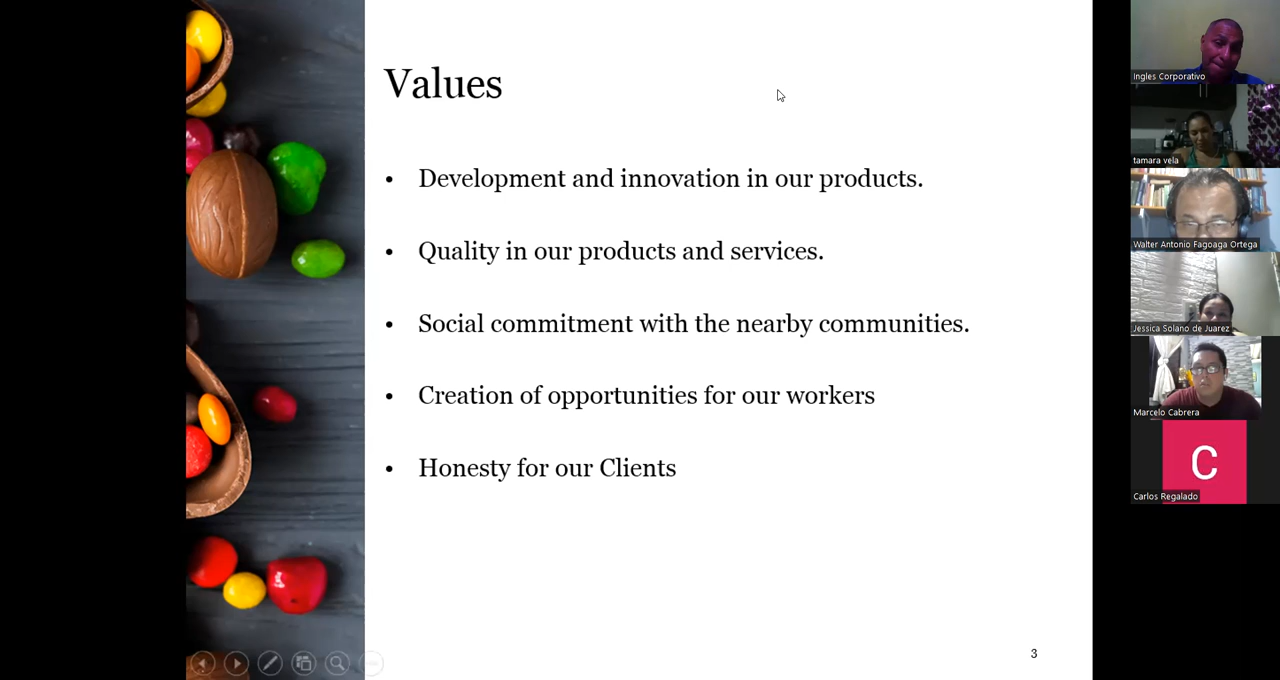 Values
• Development and innovation in our products.
• Quality in our products and services.
• Social commitment with the nearby communities.
• Creation of opportunities for our workers
• Honesty for our Clients
3
Ingles Corporativo
tamara vela
Walter Antonio Fagoaga Ortega
Jessica Solano de Juarez
Marcelo Cabrera
C
Carlos Regalado